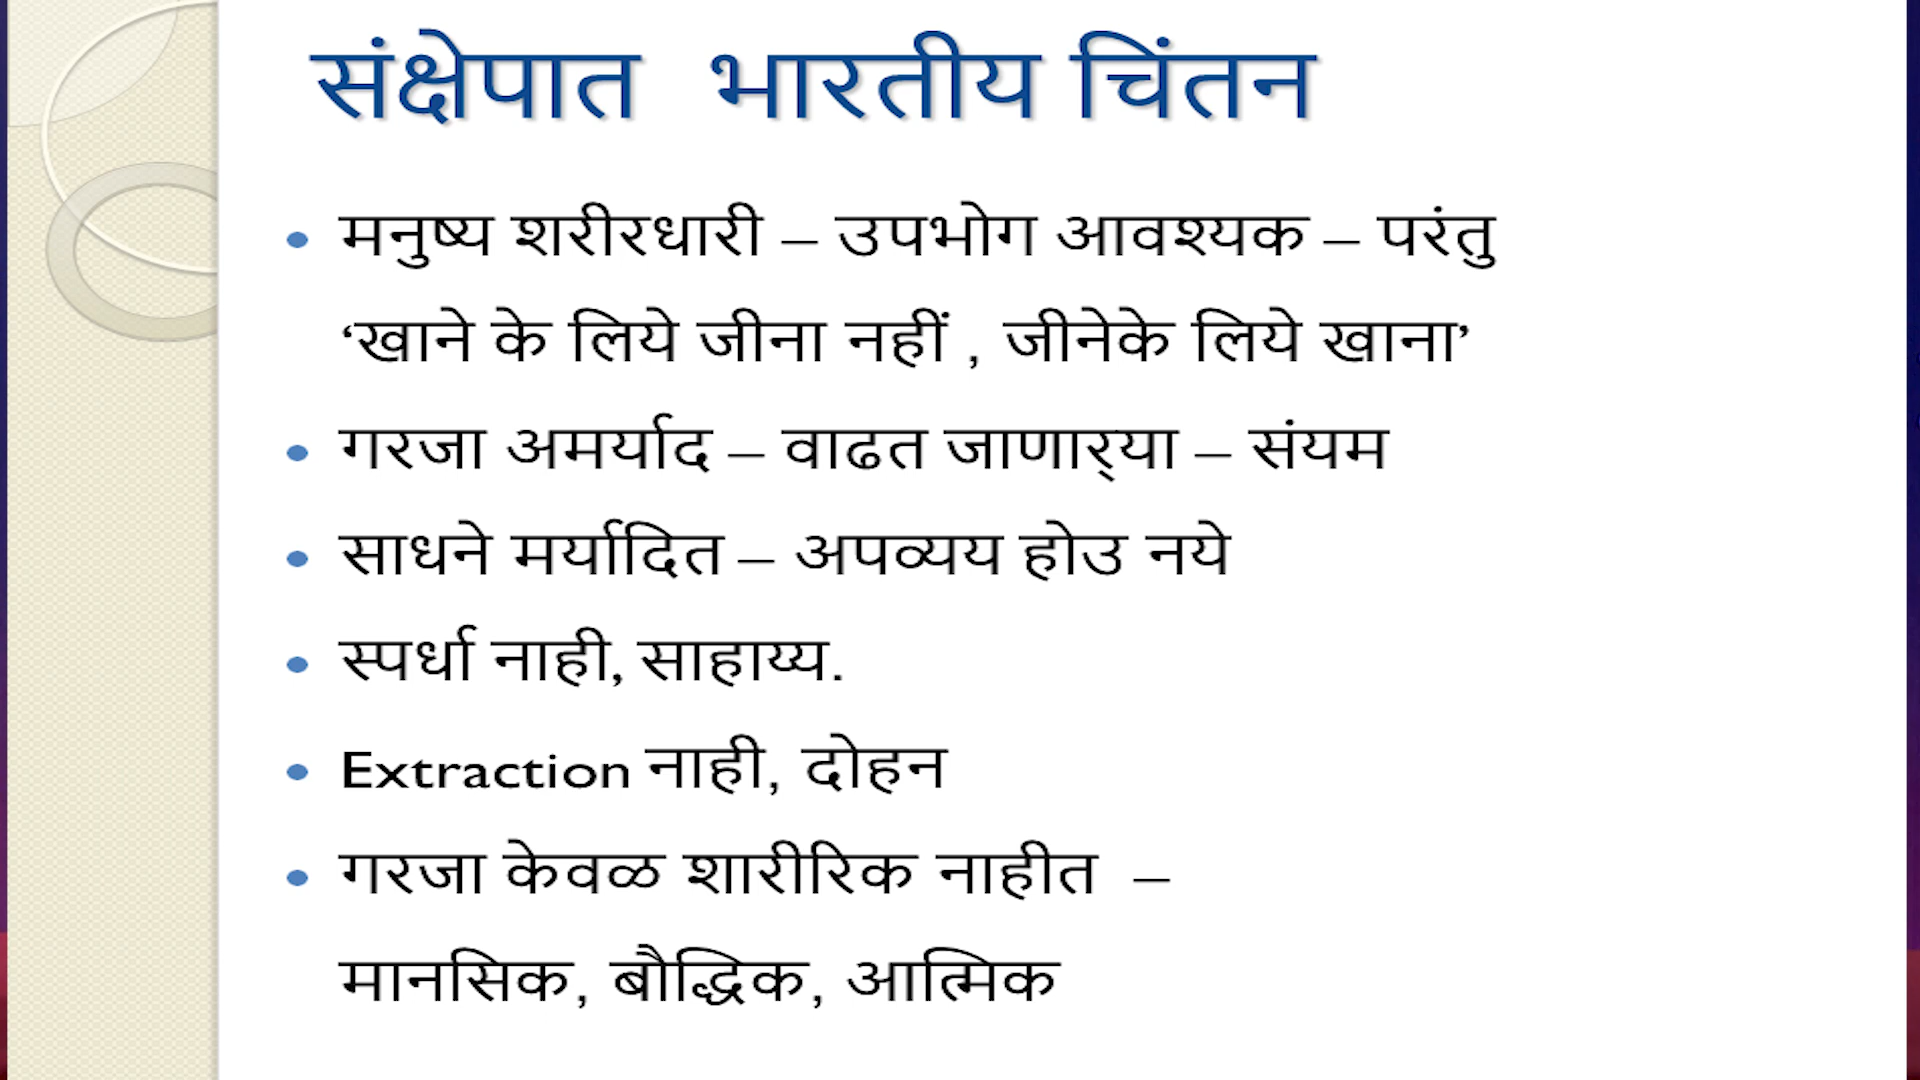 संक्षेपात भारतीय चिंतन
• मनुष्य शरीरधारी – उपभोग आवश्यक – परंतु
‘खाने के लिये जीना नहीं , जीनेके लिये खाना’
• गरजा अमर्याद – वाढत जाणार्‍या – संयम
• साधने मर्यादित – अपव्यय होउ नये
• स्पर्धा नाही, साहाय्य.
• Extraction नाही, दोहन
• गरजा केवळ शारीरिक नाहीत –
मानसिक, बौद्धिक, आत्मिक